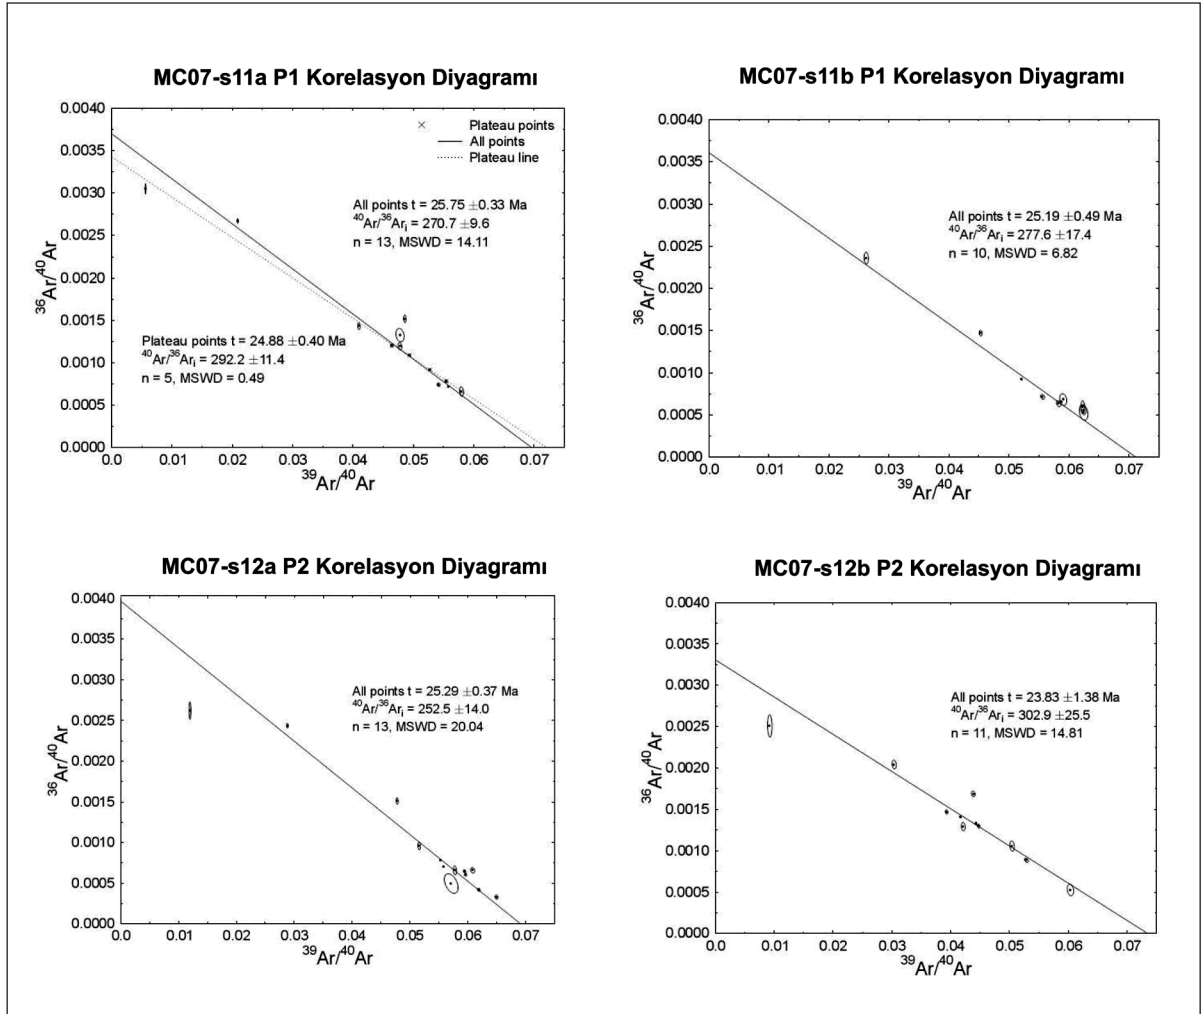 MC07-s11a P1 Korelasyon Diyagramı
0.0040
0.0035
0.0030
0.0025
0.0020
0.0015
0.0010
0.0005
0.0000
36Ar/40Ar
× Plateau points
All points
Plateau line
All points t = 25.75 ±0.33 Ma
40Ar/36Ari = 270.7 ±9.6
n = 13, MSWD = 14.11
Plateau points t = 24.88 ±0.40 Ma
40Ar/36Ari = 292.2 ±11.4
n = 5, MSWD = 0.49
0.0 0.01 0.02 0.03 0.04 0.05 0.06 0.07
39Ar/40Ar
MC07-s11b P1 Korelasyon Diyagramı
0.0040
0.0035
0.0030
0.0025
0.0020
0.0015
0.0010
0.0005
0.0000
36Ar/40Ar
All points t = 25.19 ±0.49 Ma
40Ar/36Ari = 277.6 ±17.4
n = 10, MSWD = 6.82
0.0 0.01 0.02 0.03 0.04 0.05 0.06 0.07
39Ar/40Ar
MC07-s12a P2 Korelasyon Diyagramı
0.0040
0.0035
0.0030
0.0025
0.0020
0.0015
0.0010
0.0005
0.0000
36Ar/40Ar
All points t = 25.29 ±0.37 Ma
40Ar/36Ari = 252.5 ±14.0
n = 13, MSWD = 20.04
0.0 0.01 0.02 0.03 0.04 0.05 0.06 0.07
39Ar/40Ar
MC07-s12b P2 Korelasyon Diyagramı
0.0040
0.0035
0.0030
0.0025
0.0020
0.0015
0.0010
0.0005
0.0000
36Ar/40Ar
All points t = 23.83 ±1.38 Ma
40Ar/36Ari = 302.9 ±25.5
n = 11, MSWD = 14.81
0.0 0.01 0.02 0.03 0.04 0.05 0.06 0.07
39Ar/40Ar